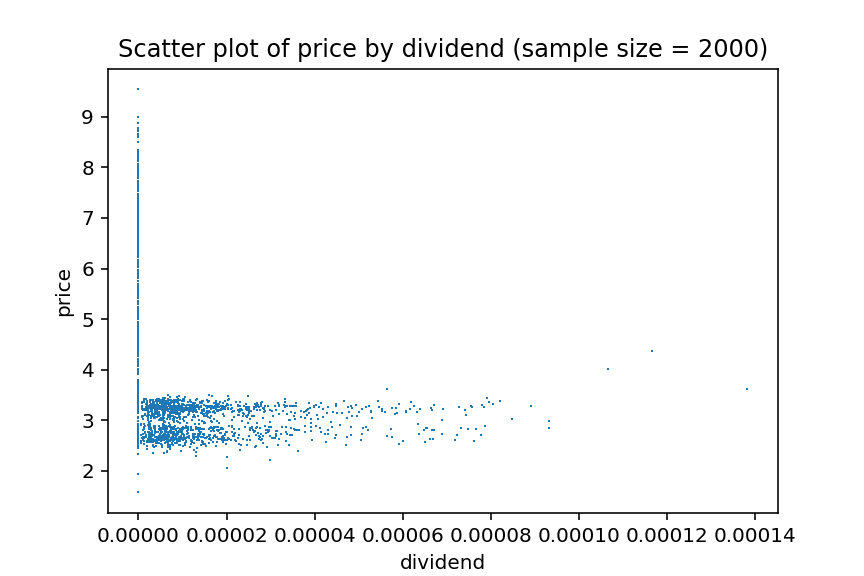 Scatter plot of price by dividend (sample size = 2000)
9
8
7
6
5
4
3
2
price
0.00000 0.00002 0.00004 0.00006 0.00008 0.00010 0.00012 0.00014
dividend